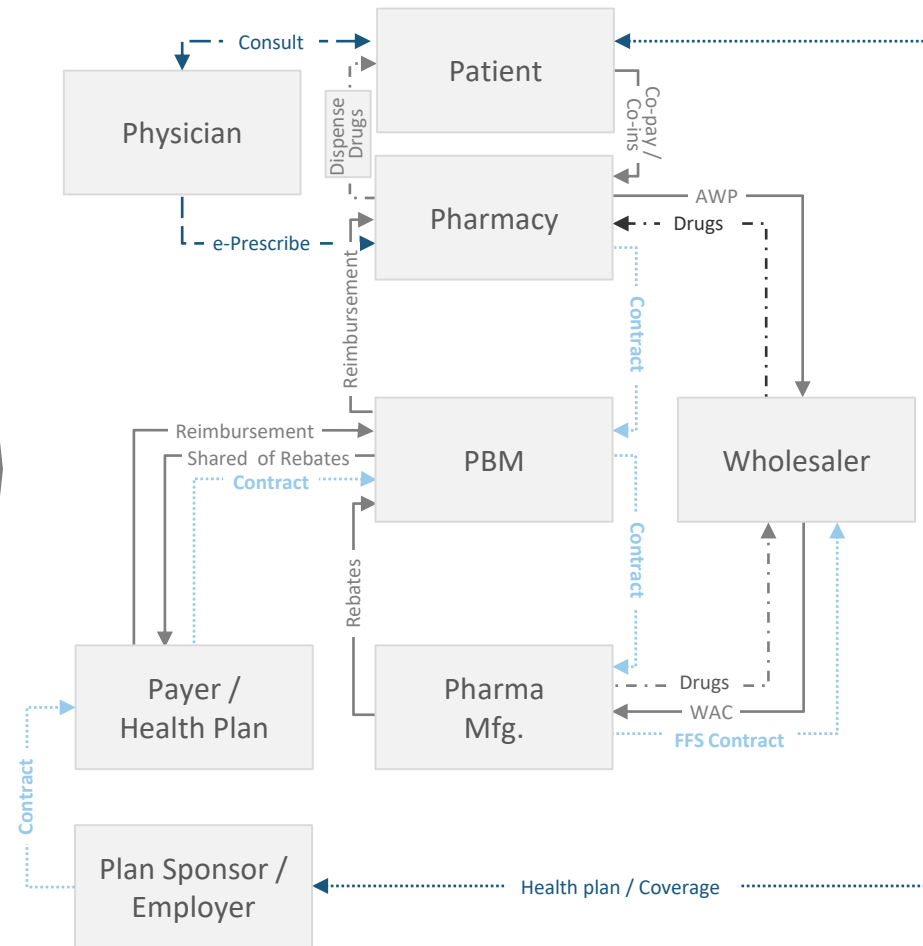 Consult
Patient
Physician
Dispense
Drugs
Co-pay /
Co-ins
AWP
Pharmacy
Drugs
e-Prescribe
Reimbursement
Contract
Reimbursement
Shared of Rebates
Contract
PBM
Wholesaler
Contract
Rebates
Payer /
Health Plan
Pharma
Mfg.
Drugs
WAC
FFS Contract
Contract
Plan Sponsor /
Employer
Health plan / Coverage